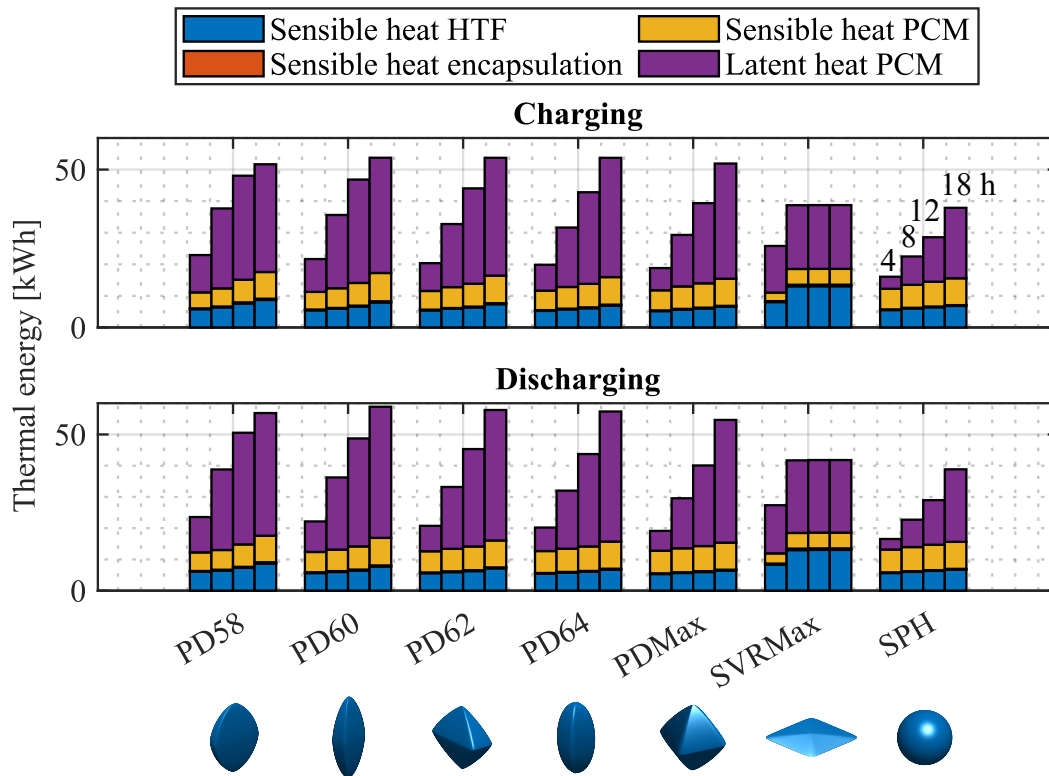 Sensible heat HTF
Sensible heat PCM
Sensible heat encapsulation
Latent heat PCM
Charging
50
0
4
8
12
18 h
Thermal energy [kWh]
Discharging
50
0
PD58
PD60
PD62
PD64
PDMax
SVRMax
SPH